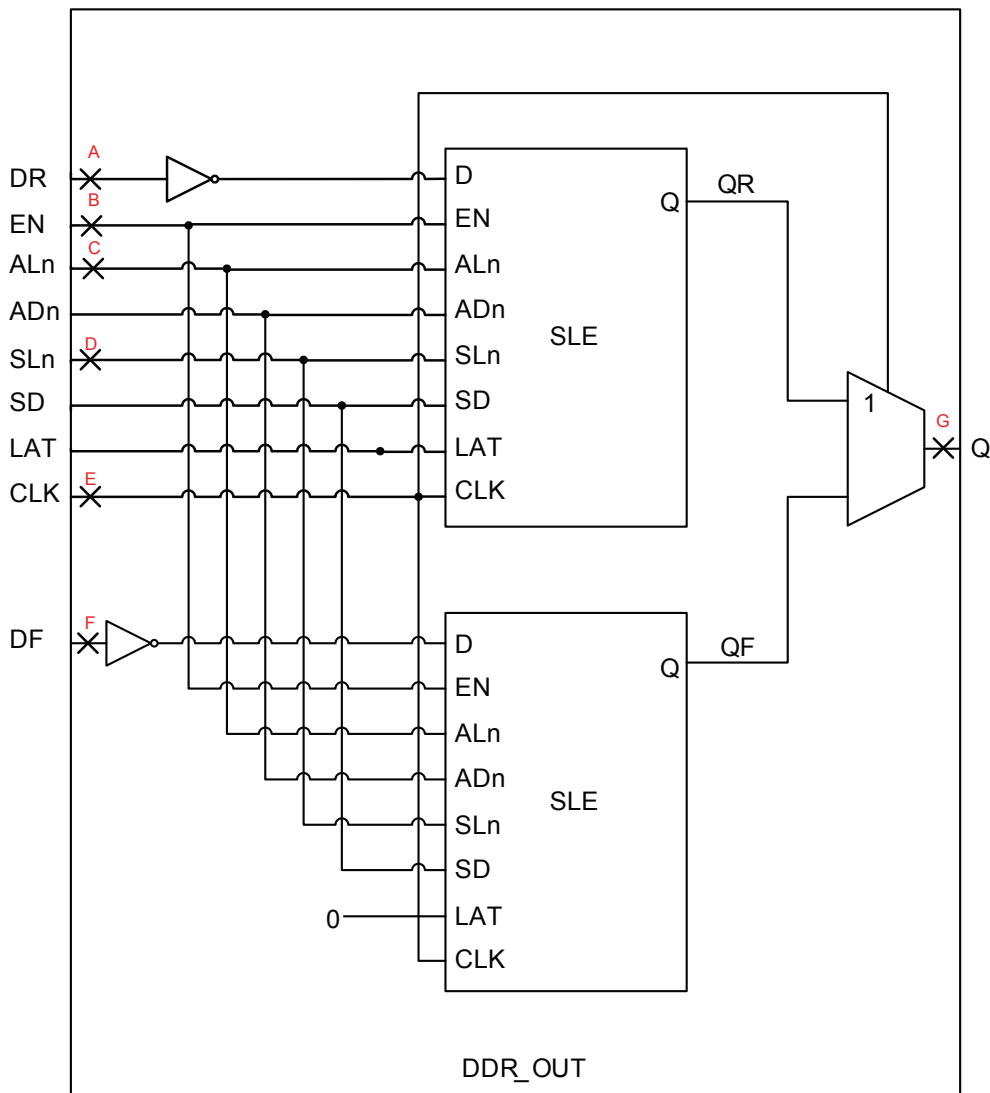 A
DR
D
QR
B
Q
EN
EN
C
ALn
ALn
ADn
ADn
SLE
D
SLn
SLn
SD
SD
1
G
LAT
LAT
Q
E
CLK
CLK
F
DF
D
QF
Q
EN
ALn
ADn
SLE
SLn
SD
0
LAT
CLK
DDR_OUT